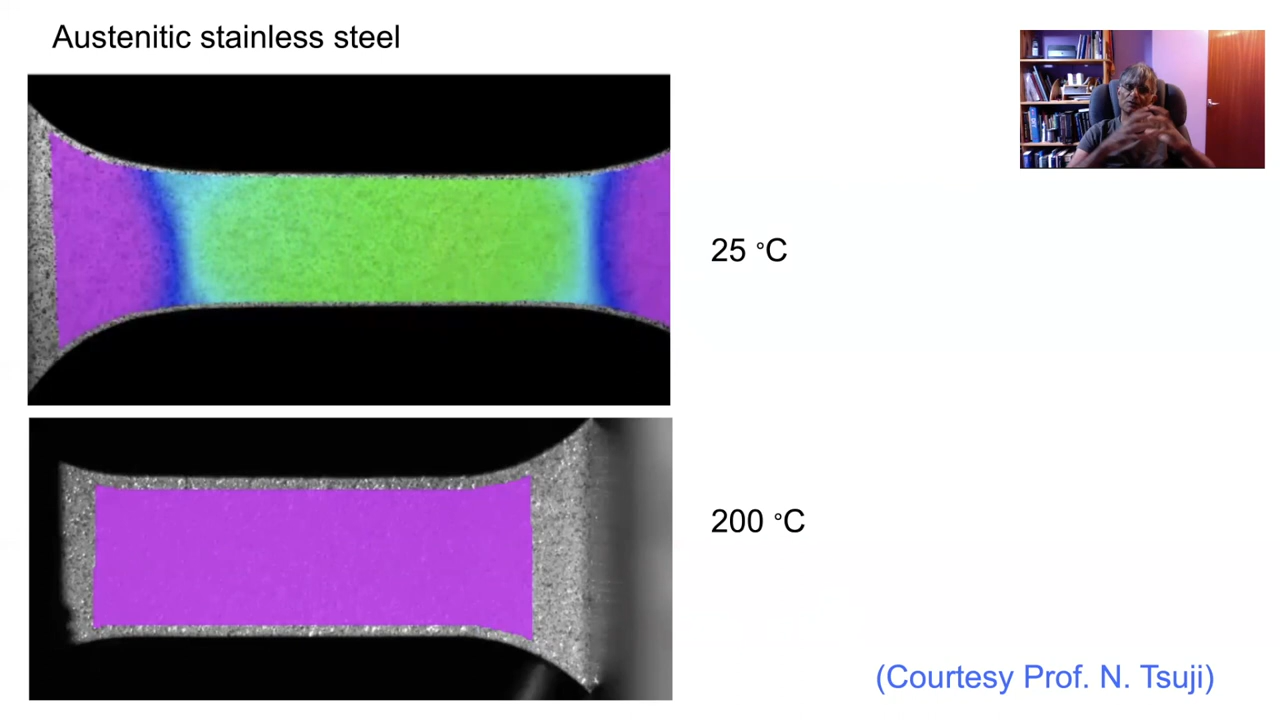 Austenitic stainless steel
25 °C
200 °C
(Courtesy Prof. N. Tsuji)